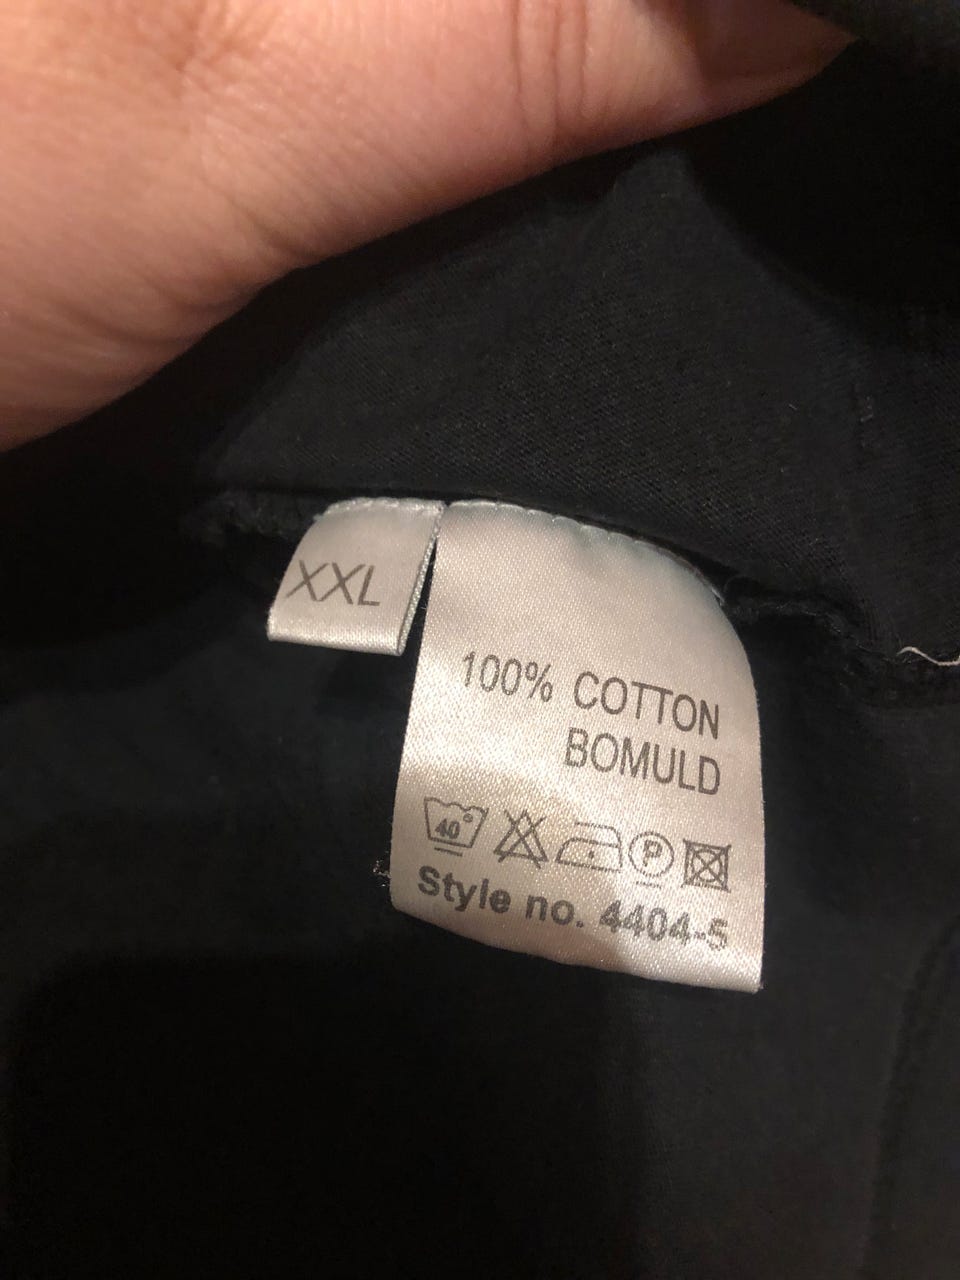 XXL
100% COTTON
BOMULD
40°
P
Style no. 4404-5